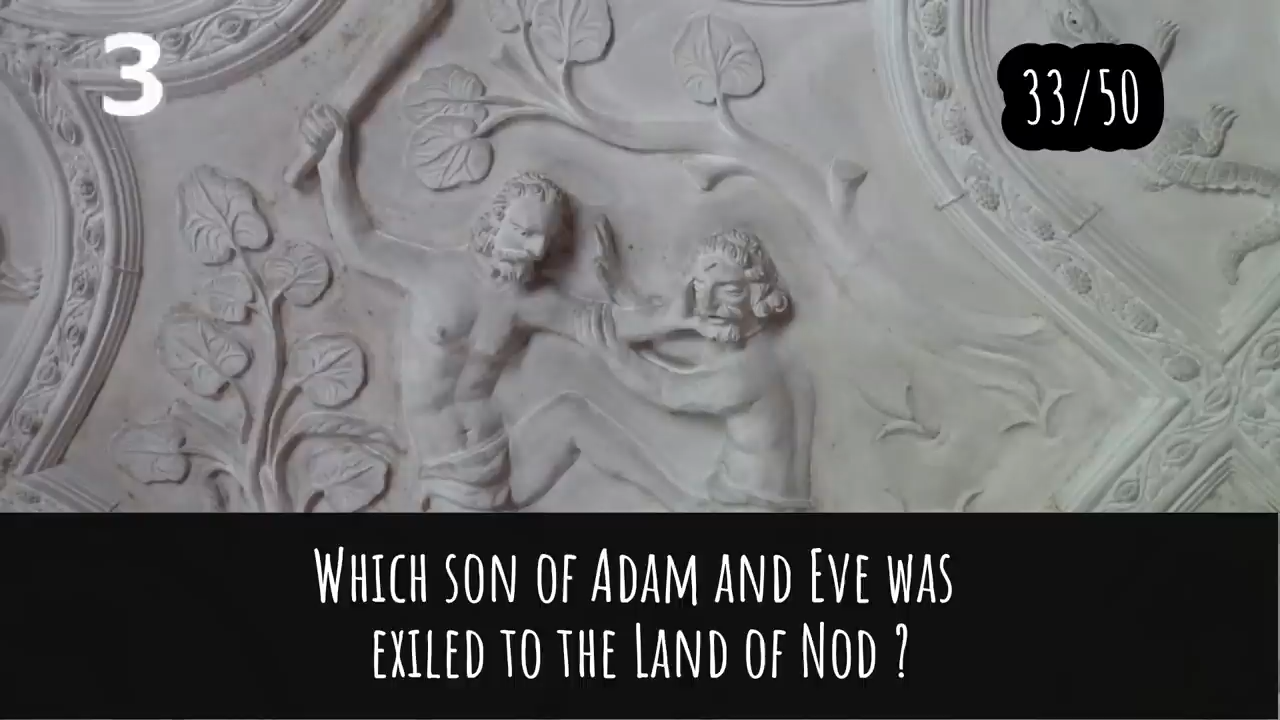 3
33/50
Which son of Adam and Eve was
exiled to the Land of Nod ?